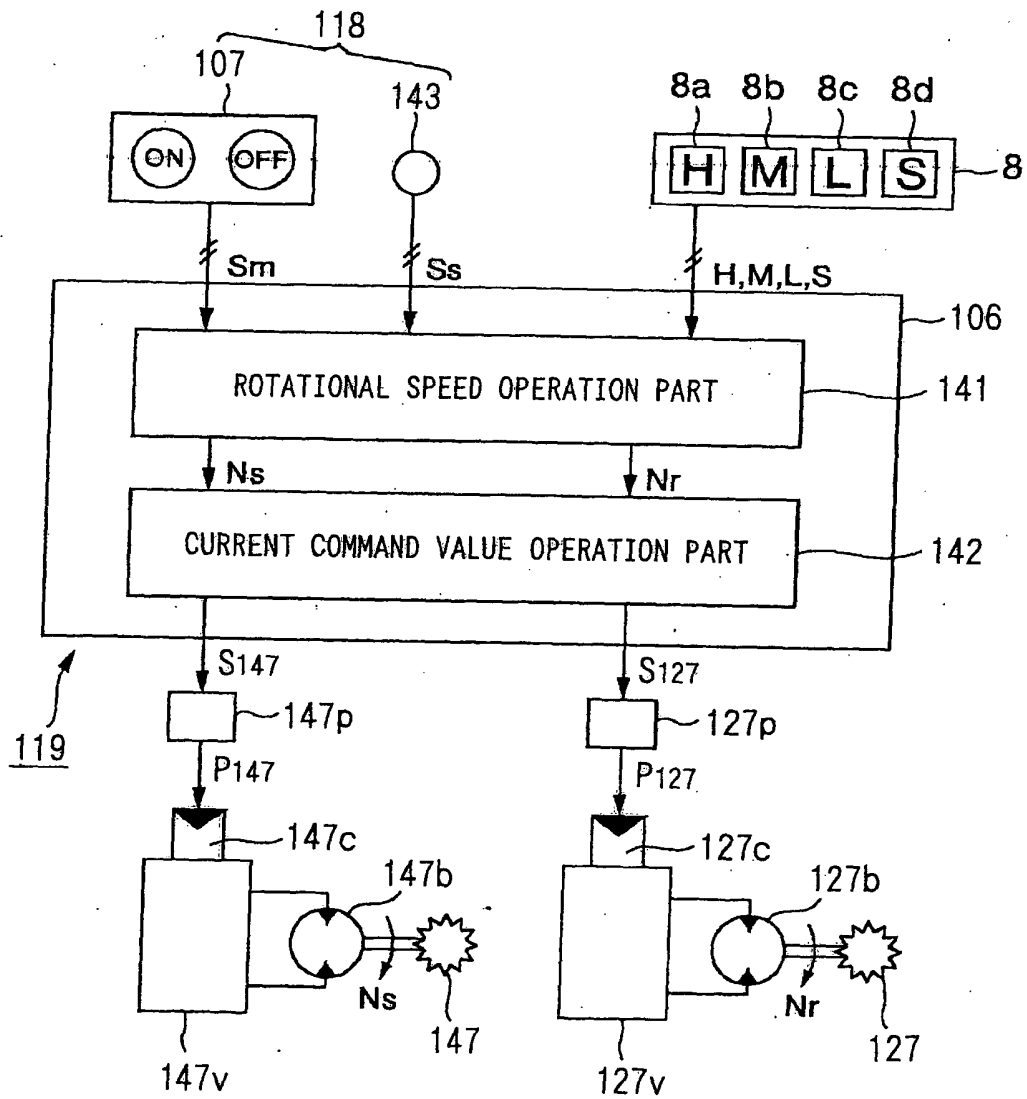 118
107
143
8a 8b 8c 8d
ON OFF
H M L S
8
Sm
Ss
H,M,L,S
106
ROTATIONAL SPEED OPERATION PART
141
Ns
Nr
CURRENT COMMAND VALUE OPERATION PART
142
S147
S127
147p
127p
119
P147
P127
147c
127c
147b
127b
Ns
Nr
147
127
147v
127v